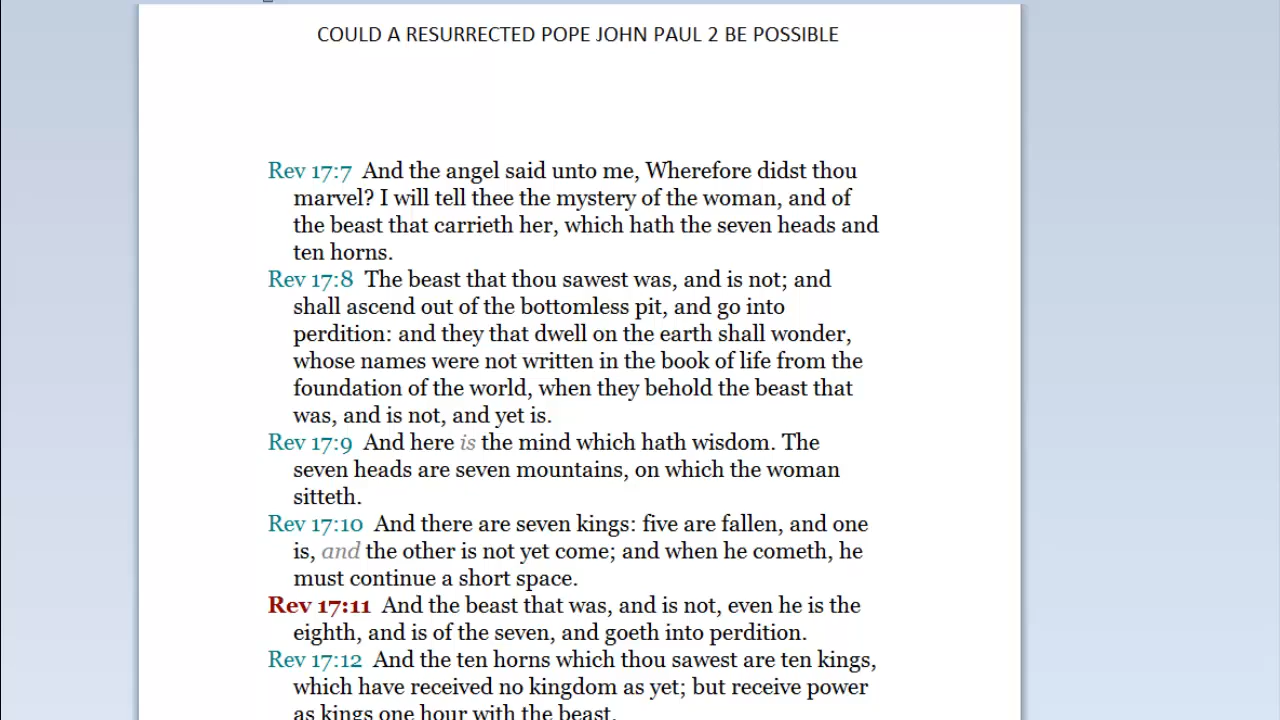 COULD A RESURRECTED POPE JOHN PAUL 2 BE POSSIBLE
Rev 17:7 And the angel said unto me, Wherefore didst thou
marvel? I will tell thee the mystery of the woman, and of
the beast that carrieth her, which hath the seven heads and
ten horns.
Rev 17:8 The beast that thou sawest was, and is not; and
shall ascend out of the bottomless pit, and go into
perdition: and they that dwell on the earth shall wonder,
whose names were not written in the book of life from the
foundation of the world, when they behold the beast that
was, and is not, and yet is.
Rev 17:9 And here is the mind which hath wisdom. The
seven heads are seven mountains, on which the woman
sitteth.
Rev 17:10 And there are seven kings: five are fallen, and one
is, and the other is not yet come; and when he cometh, he
must continue a short space.
Rev 17:11 And the beast that was, and is not, even he is the
eighth, and is of the seven, and goeth into perdition.
Rev 17:12 And the ten horns which thou sawest are ten kings,
which have received no kingdom as yet; but receive power
as kings one hour with the beast.